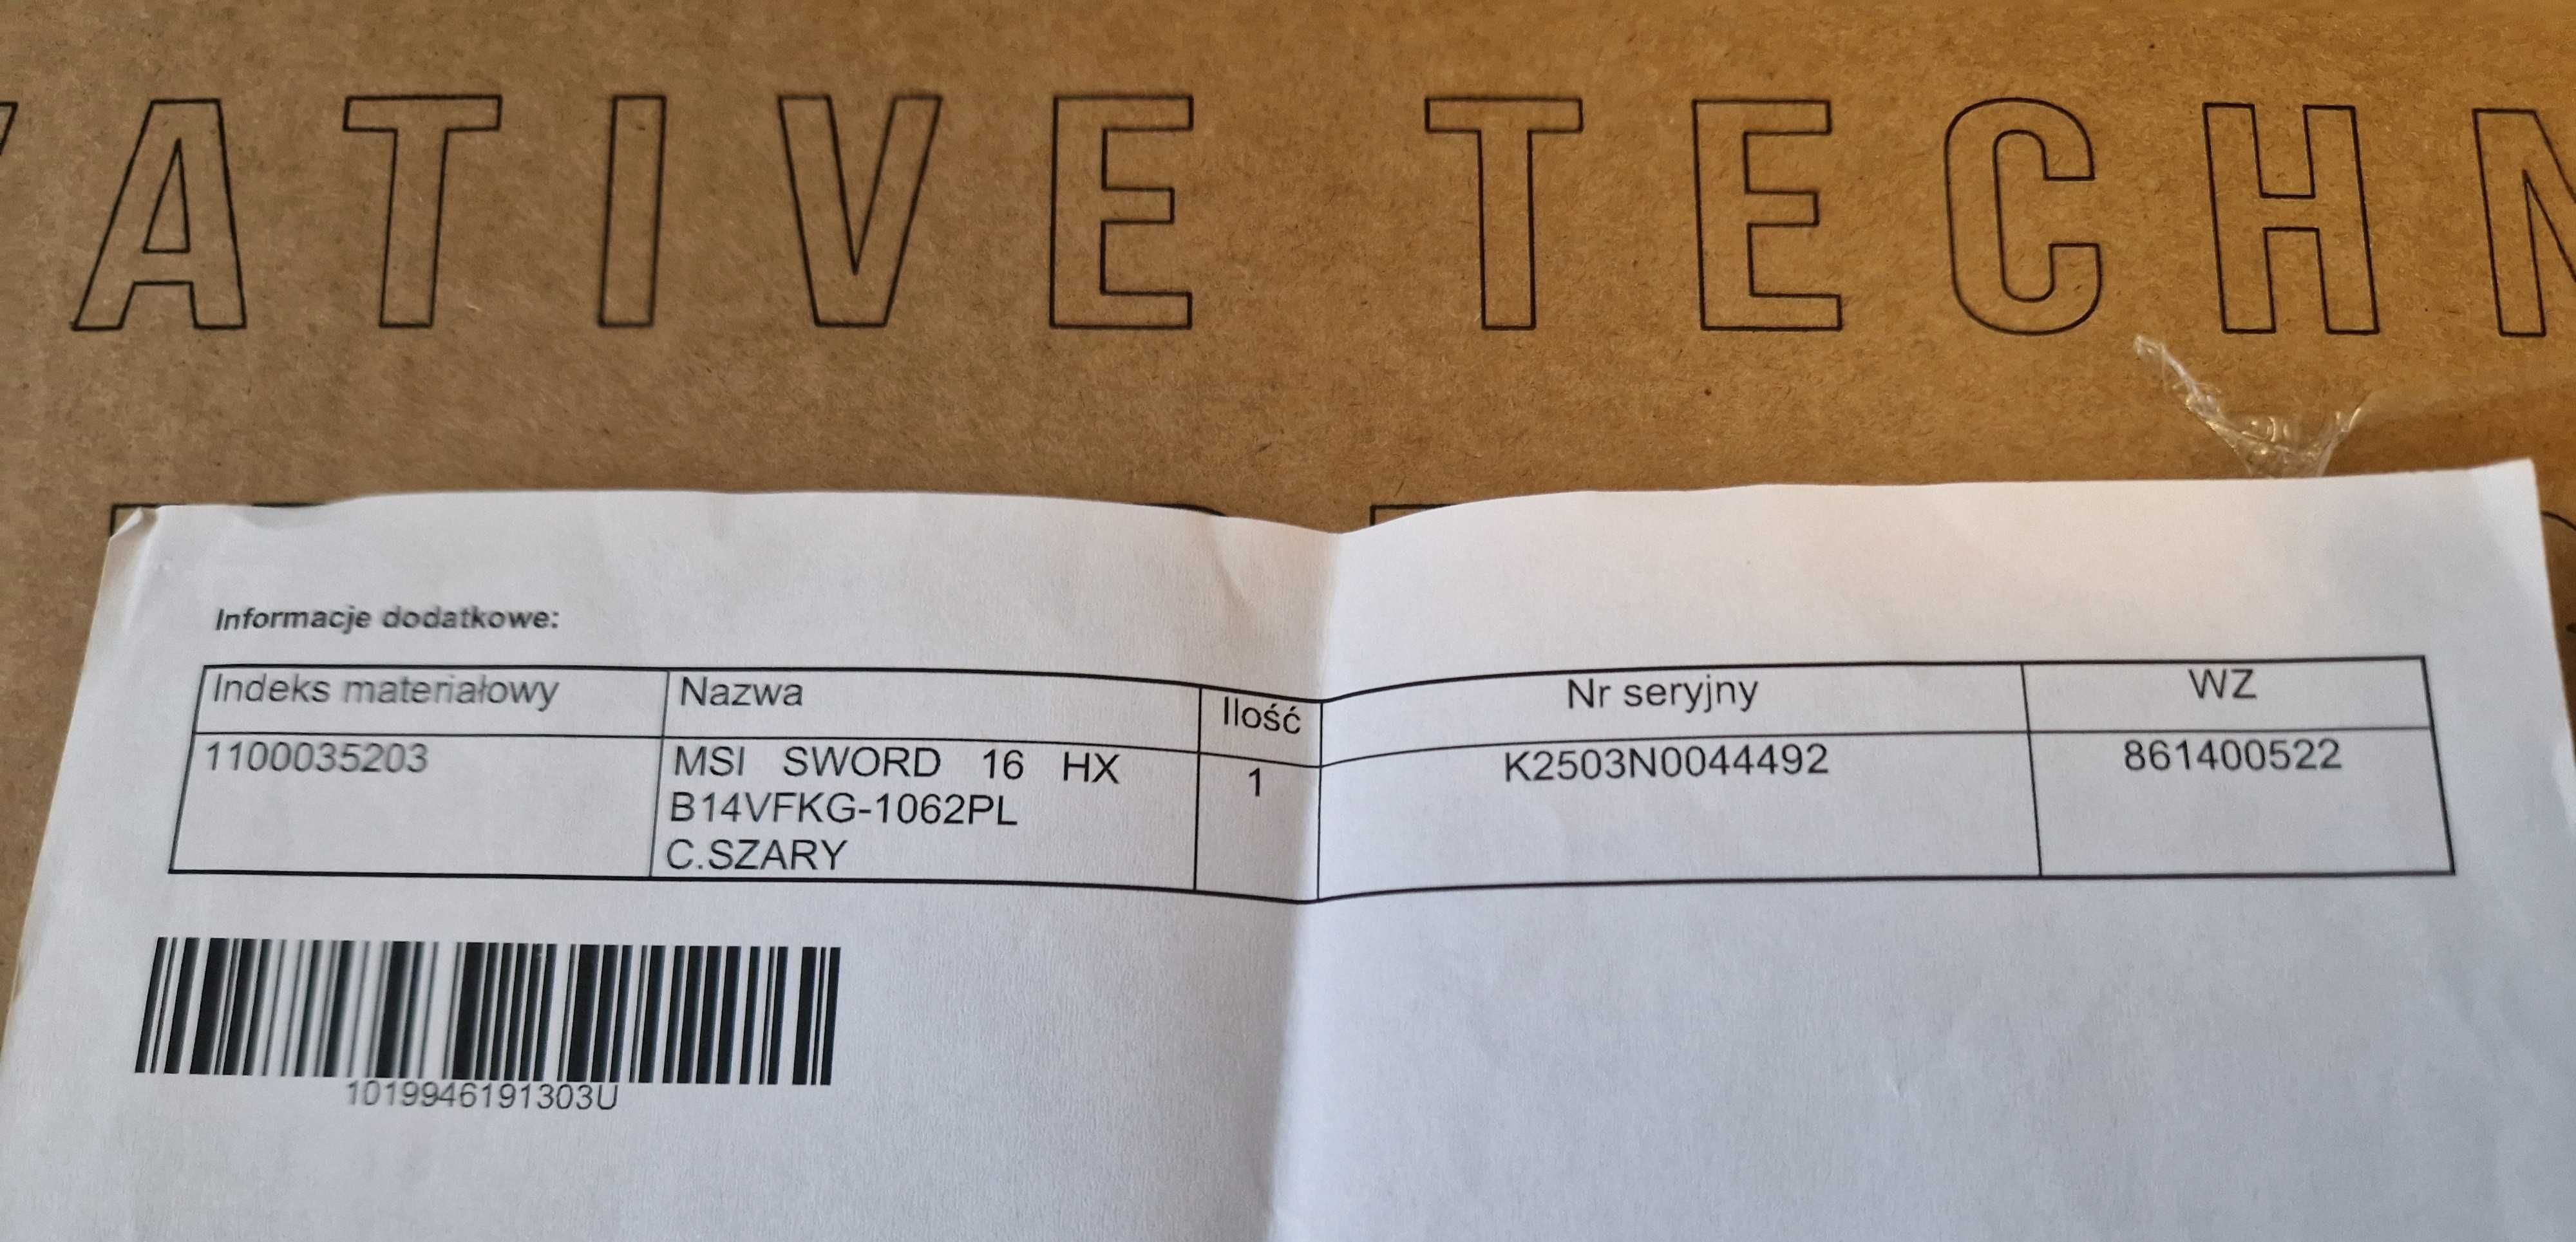 ATIVE TECH
Informacje dodatkowe:
Indeks materiałowy Nazwa Ilość Nr seryjny WZ
1100035203 MSI SWORD 16 HX 1 K2503N0044492 861400522
B14VFKG-1062PL
C.SZARY
10199946191303U